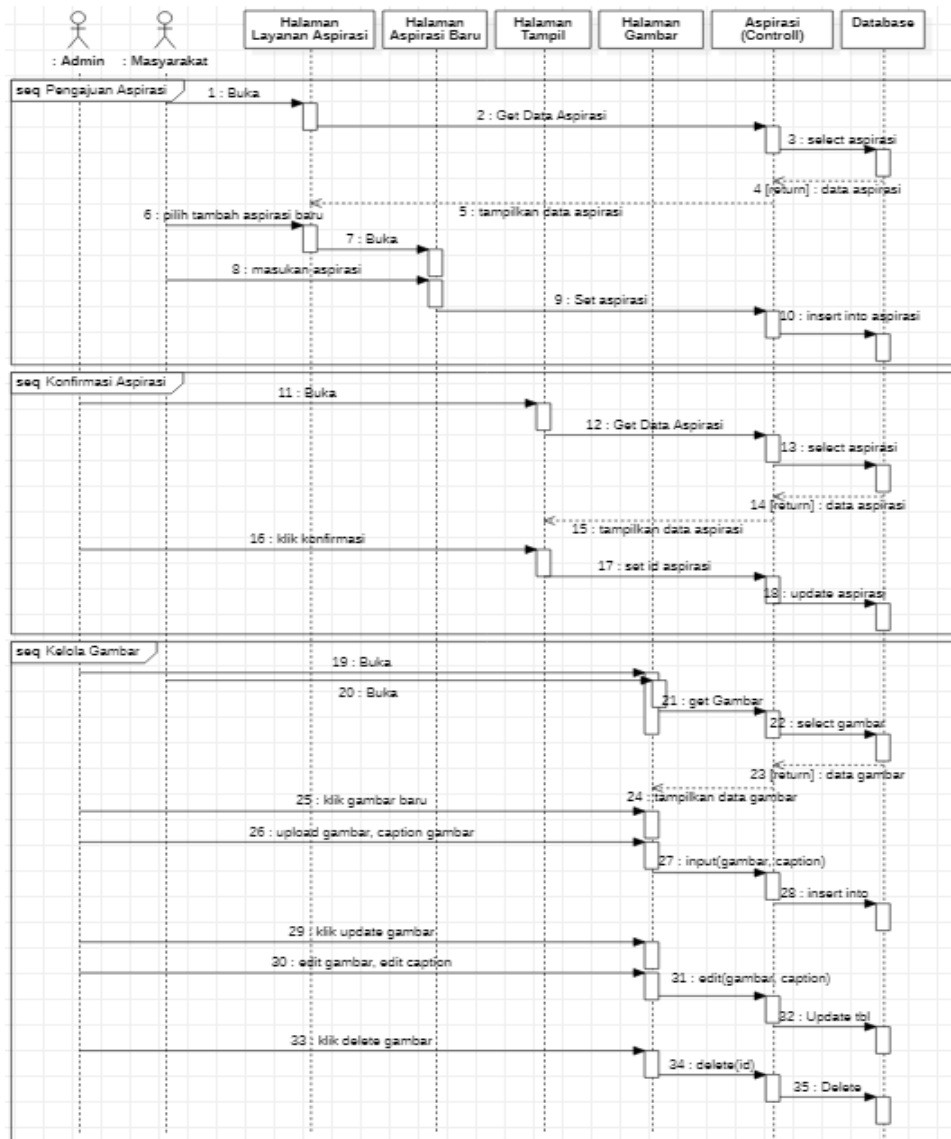 Halaman
Layanan Aspirasi
Halaman
Aspirasi Baru
Halaman
Tampil
Halaman
Gambar
Aspirasi
(Controll)
Database
: Admin
: Masyarakat
seq Pengajuan Aspirasi
1 : Buka
2 : Get Data Aspirasi
3 : select aspirasi
4 [return] : data aspirasi
5 : tampilkan data aspirasi
6 : pilih tambah aspirasi baru
7 : Buka
8 : masukan aspirasi
9 : Set aspirasi
10 : insert into aspirasi
seq Konfirmasi Aspirasi
11 : Buka
12 : Get Data Aspirasi
13 : select aspirasi
14 [return] : data aspirasi
15 : tampilkan data aspirasi
16 : klik konfirmasi
17 : set id aspirasi
18 : update aspirasi
seq Kelola Gambar
19 : Buka
20 : Buka
21 : get Gambar
22 : select gambar
23 [return] : data gambar
24 : tampilkan data gambar
25 : klik gambar baru
26 : upload gambar, caption gambar
27 : input(gambar, caption)
28 : insert into
29 : klik update gambar
30 : edit gambar, edit caption
31 : edit(gambar, caption)
32 : Update tbl
33 : klik delete gambar
34 : delete(id)
35 : Delete